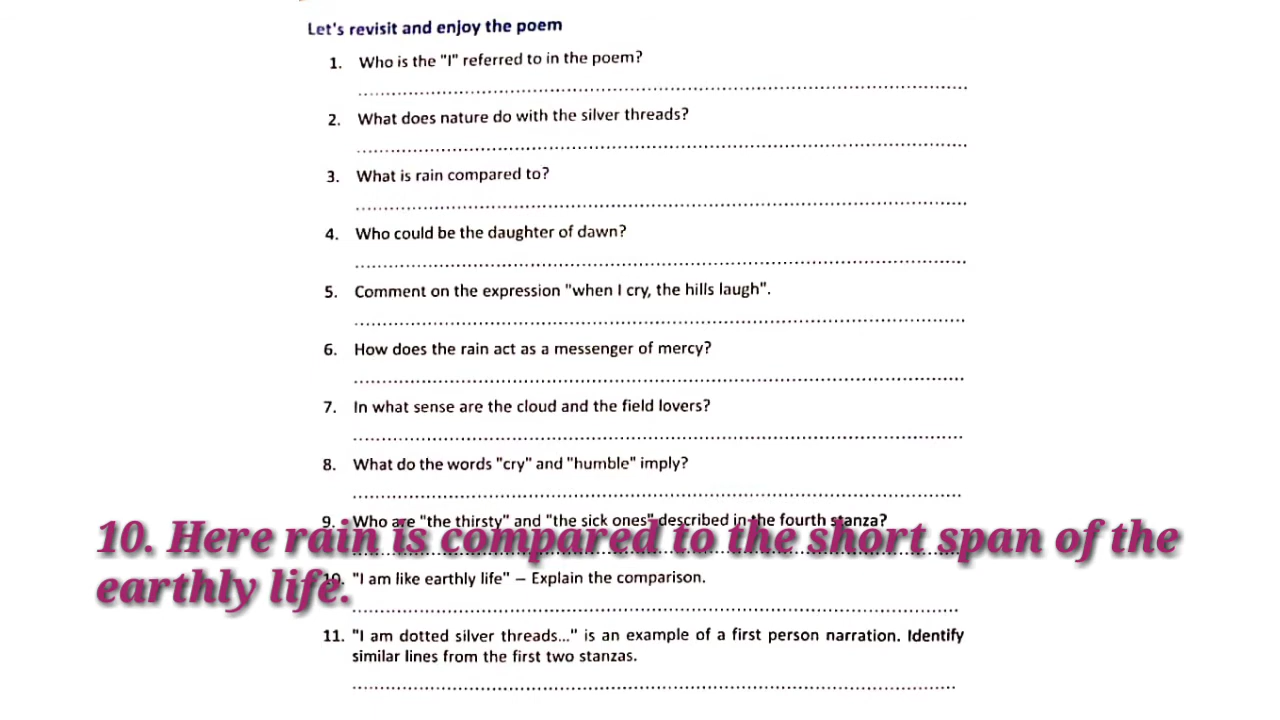 Let's revisit and enjoy the poem
1. Who is the "I" referred to in the poem?
2. What does nature do with the silver threads?
3. What is rain compared to?
4. Who could be the daughter of dawn?
5. Comment on the expression "when I cry, the hills laugh".
6. How does the rain act as a messenger of mercy?
7. In what sense are the cloud and the field lovers?
8. What do the words "cry" and "humble" imply?
9. Who are "the thirsty" and "the sick ones" described in the fourth stanza?
10. Here rain is compared to the short span of the
earthly life.
10. "I am like earthly life" – Explain the comparison.
11. "I am dotted silver threads..." is an example of a first person narration. Identify
similar lines from the first two stanzas.